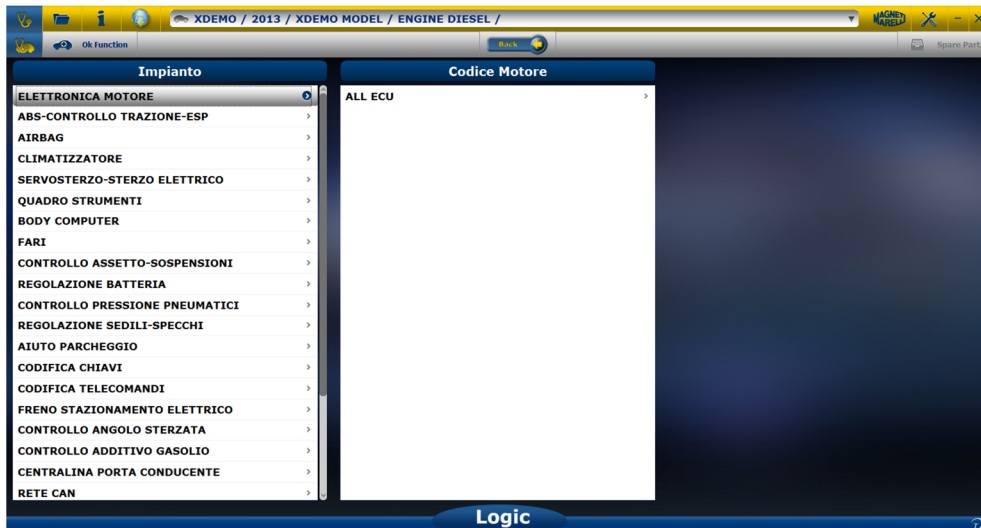 XDEMO / 2013 / XDEMO MODEL / ENGINE DIESEL /
MAGNETI
MARELLI
Ok Function
Back
Spare Part
Impianto
Codice Motore
ELETTRONICA MOTORE
ALL ECU
ABS-CONTROLLO TRAZIONE-ESP
AIRBAG
CLIMATIZZATORE
SERVOSTERZO-STERZO ELETTRICO
QUADRO STRUMENTI
BODY COMPUTER
FARI
CONTROLLO ASSETTO-SOSPENSIONI
REGOLAZIONE BATTERIA
CONTROLLO PRESSIONE PNEUMATICI
REGOLAZIONE SEDILI-SPECCHI
AIUTO PARCHEGGIO
CODIFICA CHIAVI
CODIFICA TELECOMANDI
FRENO STAZIONAMENTO ELETTRICO
CONTROLLO ANGOLO STERZATA
CONTROLLO ADDITIVO GASOLIO
CENTRALINA PORTA CONDUCENTE
RETE CAN
Logic